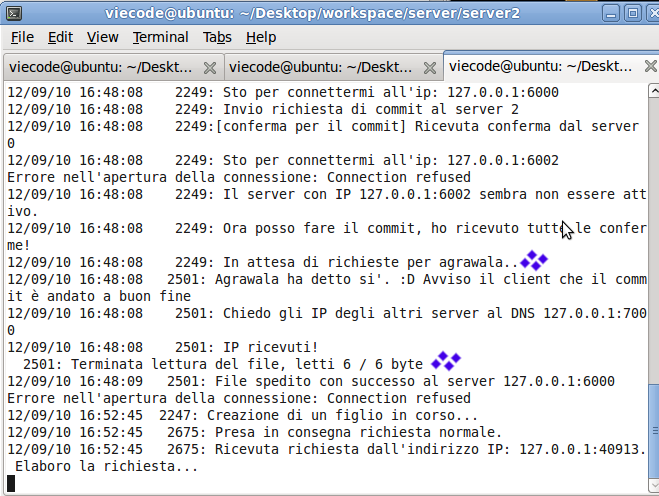 viecode@ubuntu: ~/Desktop/workspace/server/server2
File Edit View Terminal Tabs Help
viecode@ubuntu: ~/Deskt... viecode@ubuntu: ~/Deskt... viecode@ubuntu: ~/Deskt...
12/09/10 16:48:08 2249: Sto per connettermi all'ip: 127.0.0.1:6000
12/09/10 16:48:08 2249: Invio richiesta di commit al server 2
12/09/10 16:48:08 2249:[conferma per il commit] Ricevuta conferma dal server
0
12/09/10 16:48:08 2249: Sto per connettermi all'ip: 127.0.0.1:6002
Errore nell'apertura della connessione: Connection refused
12/09/10 16:48:08 2249: Il server con IP 127.0.0.1:6002 sembra non essere att
ivo.
12/09/10 16:48:08 2249: Ora posso fare il commit, ho ricevuto tutte le confer
me!
12/09/10 16:48:08 2249: In attesa di richieste per agrawala..
12/09/10 16:48:08 2501: Agrawala ha detto si'. :D Avviso il client che il comm
it è andato a buon fine
12/09/10 16:48:08 2501: Chiedo gli IP degli altri server al DNS 127.0.0.1:700
0
12/09/10 16:48:08 2501: IP ricevuti!
2501: Terminata lettura del file, letti 6 / 6 byte
12/09/10 16:48:09 2501: File spedito con successo al server 127.0.0.1:6000
Errore nell'apertura della connessione: Connection refused
12/09/10 16:52:45 2247: Creazione di un figlio in corso...
12/09/10 16:52:45 2675: Presa in consegna richiesta normale.
12/09/10 16:52:45 2675: Ricevuta richiesta dall'indirizzo IP: 127.0.0.1:40913.
Elaboro la richiesta...